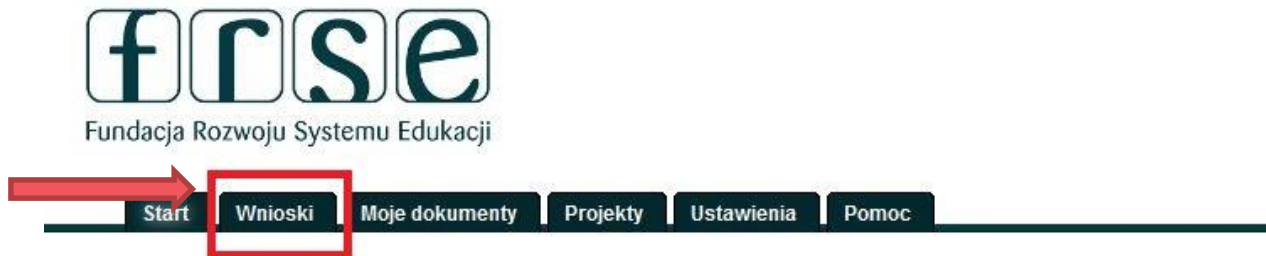 frse
Fundacja Rozwoju Systemu Edukacji
Start Wnioski Moje dokumenty Projekty Ustawienia Pomoc